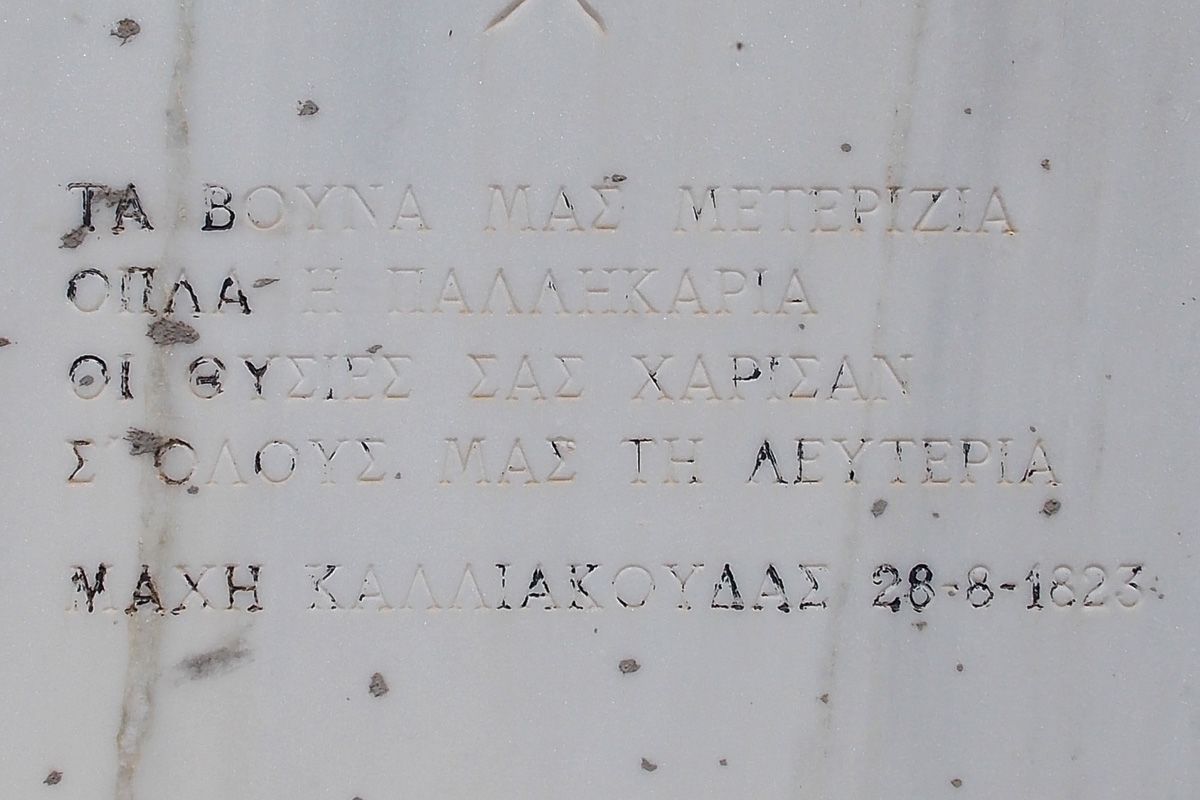 ΤΑ ΒΟΥΝΑ ΜΑΣ ΜΕΤΕΡΙΖΙΑ
ΟΠΛΑ Η ΠΑΛΛΗΚΑΡΙΑ
ΟΙ ΘΥΣΙΕΣ ΣΑΣ ΧΑΡΙΣΑΝ
Σ' ΟΛΟΥΣ ΜΑΣ ΤΗ ΛΕΥΤΕΡΙΑ
ΜΑΧΗ ΚΑΛΛΙΑΚΟΥΔΑΣ 28-8-1823